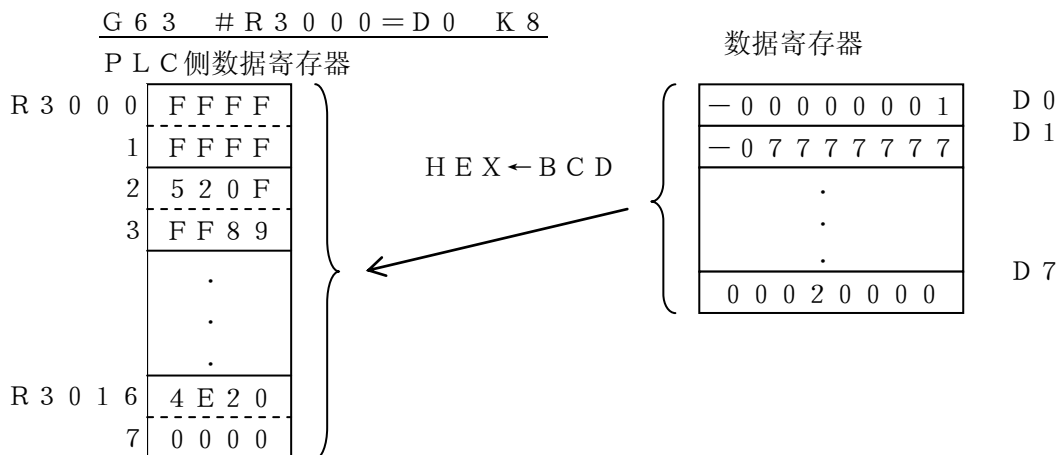 G63 #R3000=D0 K8
PLC侧数据寄存器
数据寄存器
R3000 FFFF
1 FFFF
2 520F
3 FF89
.
.
.
R3016 4E20
7 0000
HEX←BCD
-00000001 D0
-07777777 D1
.
.
.
00020000 D7